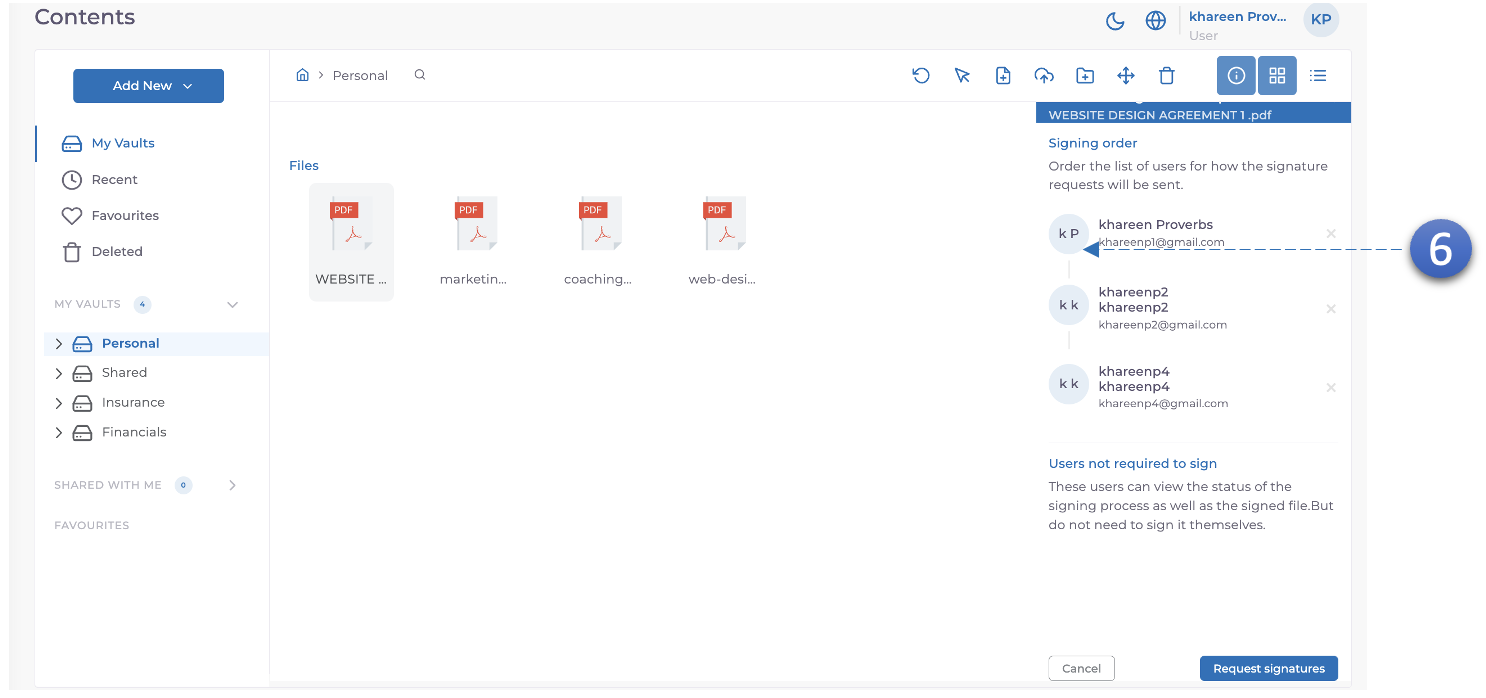 Contents
khareen Prov...
User
KP
Add New
My Vaults
Recent
Favourites
Deleted
MY VAULTS 4
Personal
Shared
Insurance
Financials
SHARED WITH ME 0
FAVOURITES
Personal
Files
PDF
WEBSITE ...
PDF
marketin...
PDF
coaching...
PDF
web-desi...
WEBSITE DESIGN AGREEMENT 1 .pdf
Signing order
Order the list of users for how the signature
requests will be sent.
k P
khareen Proverbs
khareenp1@gmail.com
k k
khareenp2
khareenp2
khareenp2@gmail.com
k k
khareenp4
khareenp4
khareenp4@gmail.com
Users not required to sign
These users can view the status of the
signing process as well as the signed file.But
do not need to sign it themselves.
Cancel
Request signatures
6